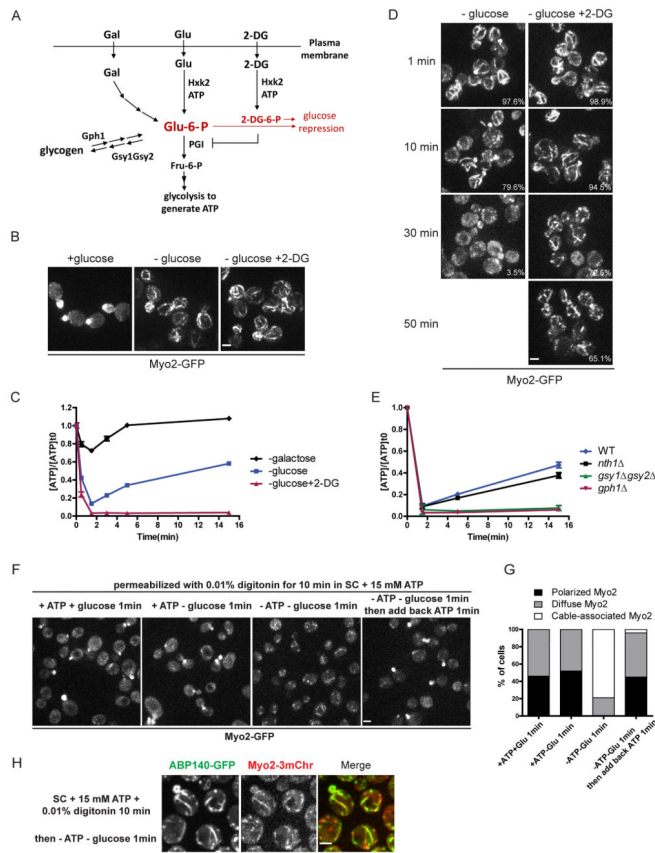 A
Gal Glu 2-DG
Plasma membrane
Gal Glu 2-DG
Hxk2 ATP
Hxk2 ATP
Glu-6-P
2-DG-6-P
glucose repression
Gph1
glycogen
Gsy1Gsy2
PGI
Fru-6-P
glycolysis to generate ATP
B
+glucose - glucose - glucose +2-DG
Myo2-GFP
C
[ATP]/[ATP]t0
1.2
1.0
0.8
0.6
0.4
0.2
0.0
0 2 4 6 8 10 12 14 16
Time(min)
-galactose
-glucose
-glucose+2-DG
D
- glucose - glucose +2-DG
1 min
97.6% 98.9%
10 min
79.6% 94.5%
30 min
3.5%
50 min
65.1%
Myo2-GFP
E
[ATP]/[ATP]t0
1.0
0.8
0.6
0.4
0.2
0.0
0 2 4 6 8 10 12 14 16
Time(min)
WT
nth1Δ
gsy1Δgsy2Δ
gph1Δ
F
permeabilized with 0.01% digitonin for 10 min in SC + 15 mM ATP
+ ATP + glucose 1min + ATP - glucose 1min - ATP - glucose 1min - ATP - glucose 1min then add back ATP 1min
Myo2-GFP
G
Polarized Myo2
Diffuse Myo2
Cable-associated Myo2
% of cells
100
80
60
40
20
0
+ATP+Glu 1min
+ATP-Glu 1min
-ATP-Glu 1min
-ATP-Glu 1min then add back ATP 1min
H
ABP140-GFP Myo2-3mChr Merge
SC + 15 mM ATP + 0.01% digitonin 10 min
then - ATP - glucose 1min